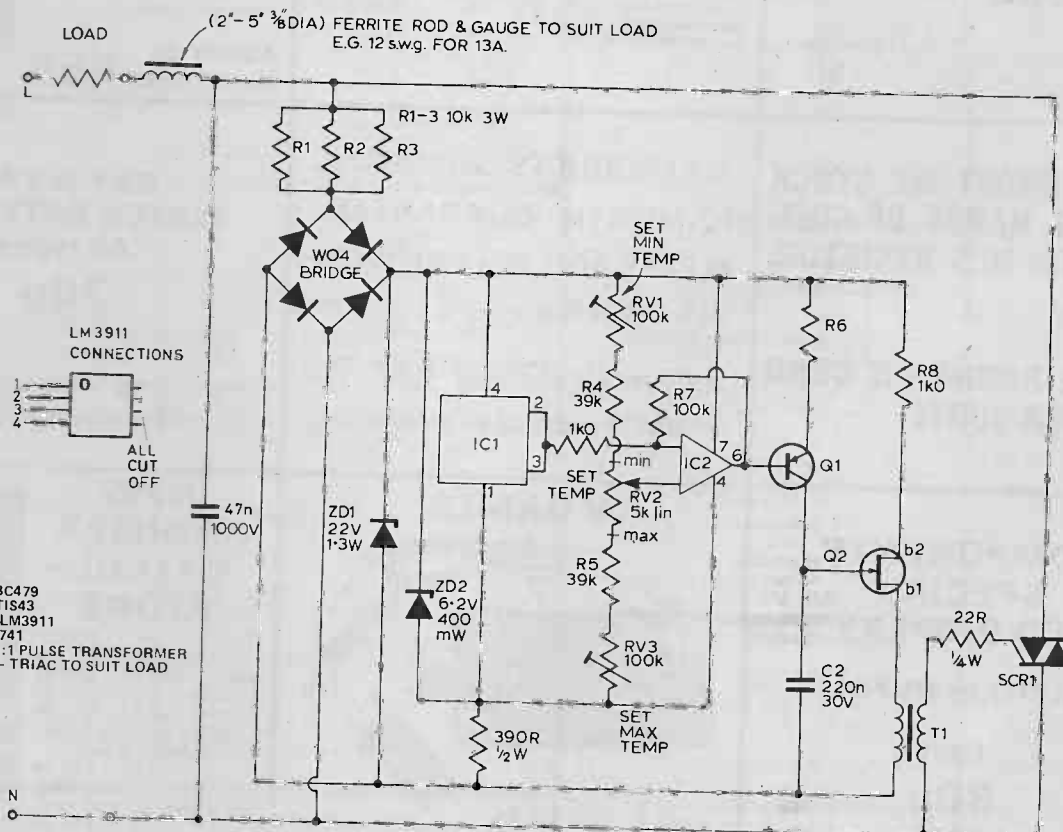 (2"-5" 3/8 DIA) FERRITE ROD & GAUGE TO SUIT LOAD
E.G. 12 s.w.g. FOR 13A.
LOAD
L
R1-3 10k 3W
R1
R2
R3
WO4
BRIDGE
SET
MIN
TEMP
RV1
100k
R6
R8
1k0
LM3911
CONNECTIONS
1
2
3
4
0
ALL
CUT
OFF
R4
39k
R7
100k
4
2
IC1
3
1
1k0
min
7
6
IC2
4
Q1
SET
TEMP
RV2
5k lin
max
47n
1000V
ZD1
22V
1·3W
Q2
b2
b1
R5
39k
ZD2
6·2V
400
mW
BC479
TIS43
LM3911
741
:1 PULSE TRANSFORMER
- TRIAC TO SUIT LOAD
RV3
100k
22R
¼W
SCR1
C2
220n
30V
SET
MAX
TEMP
390R
½W
T1
N